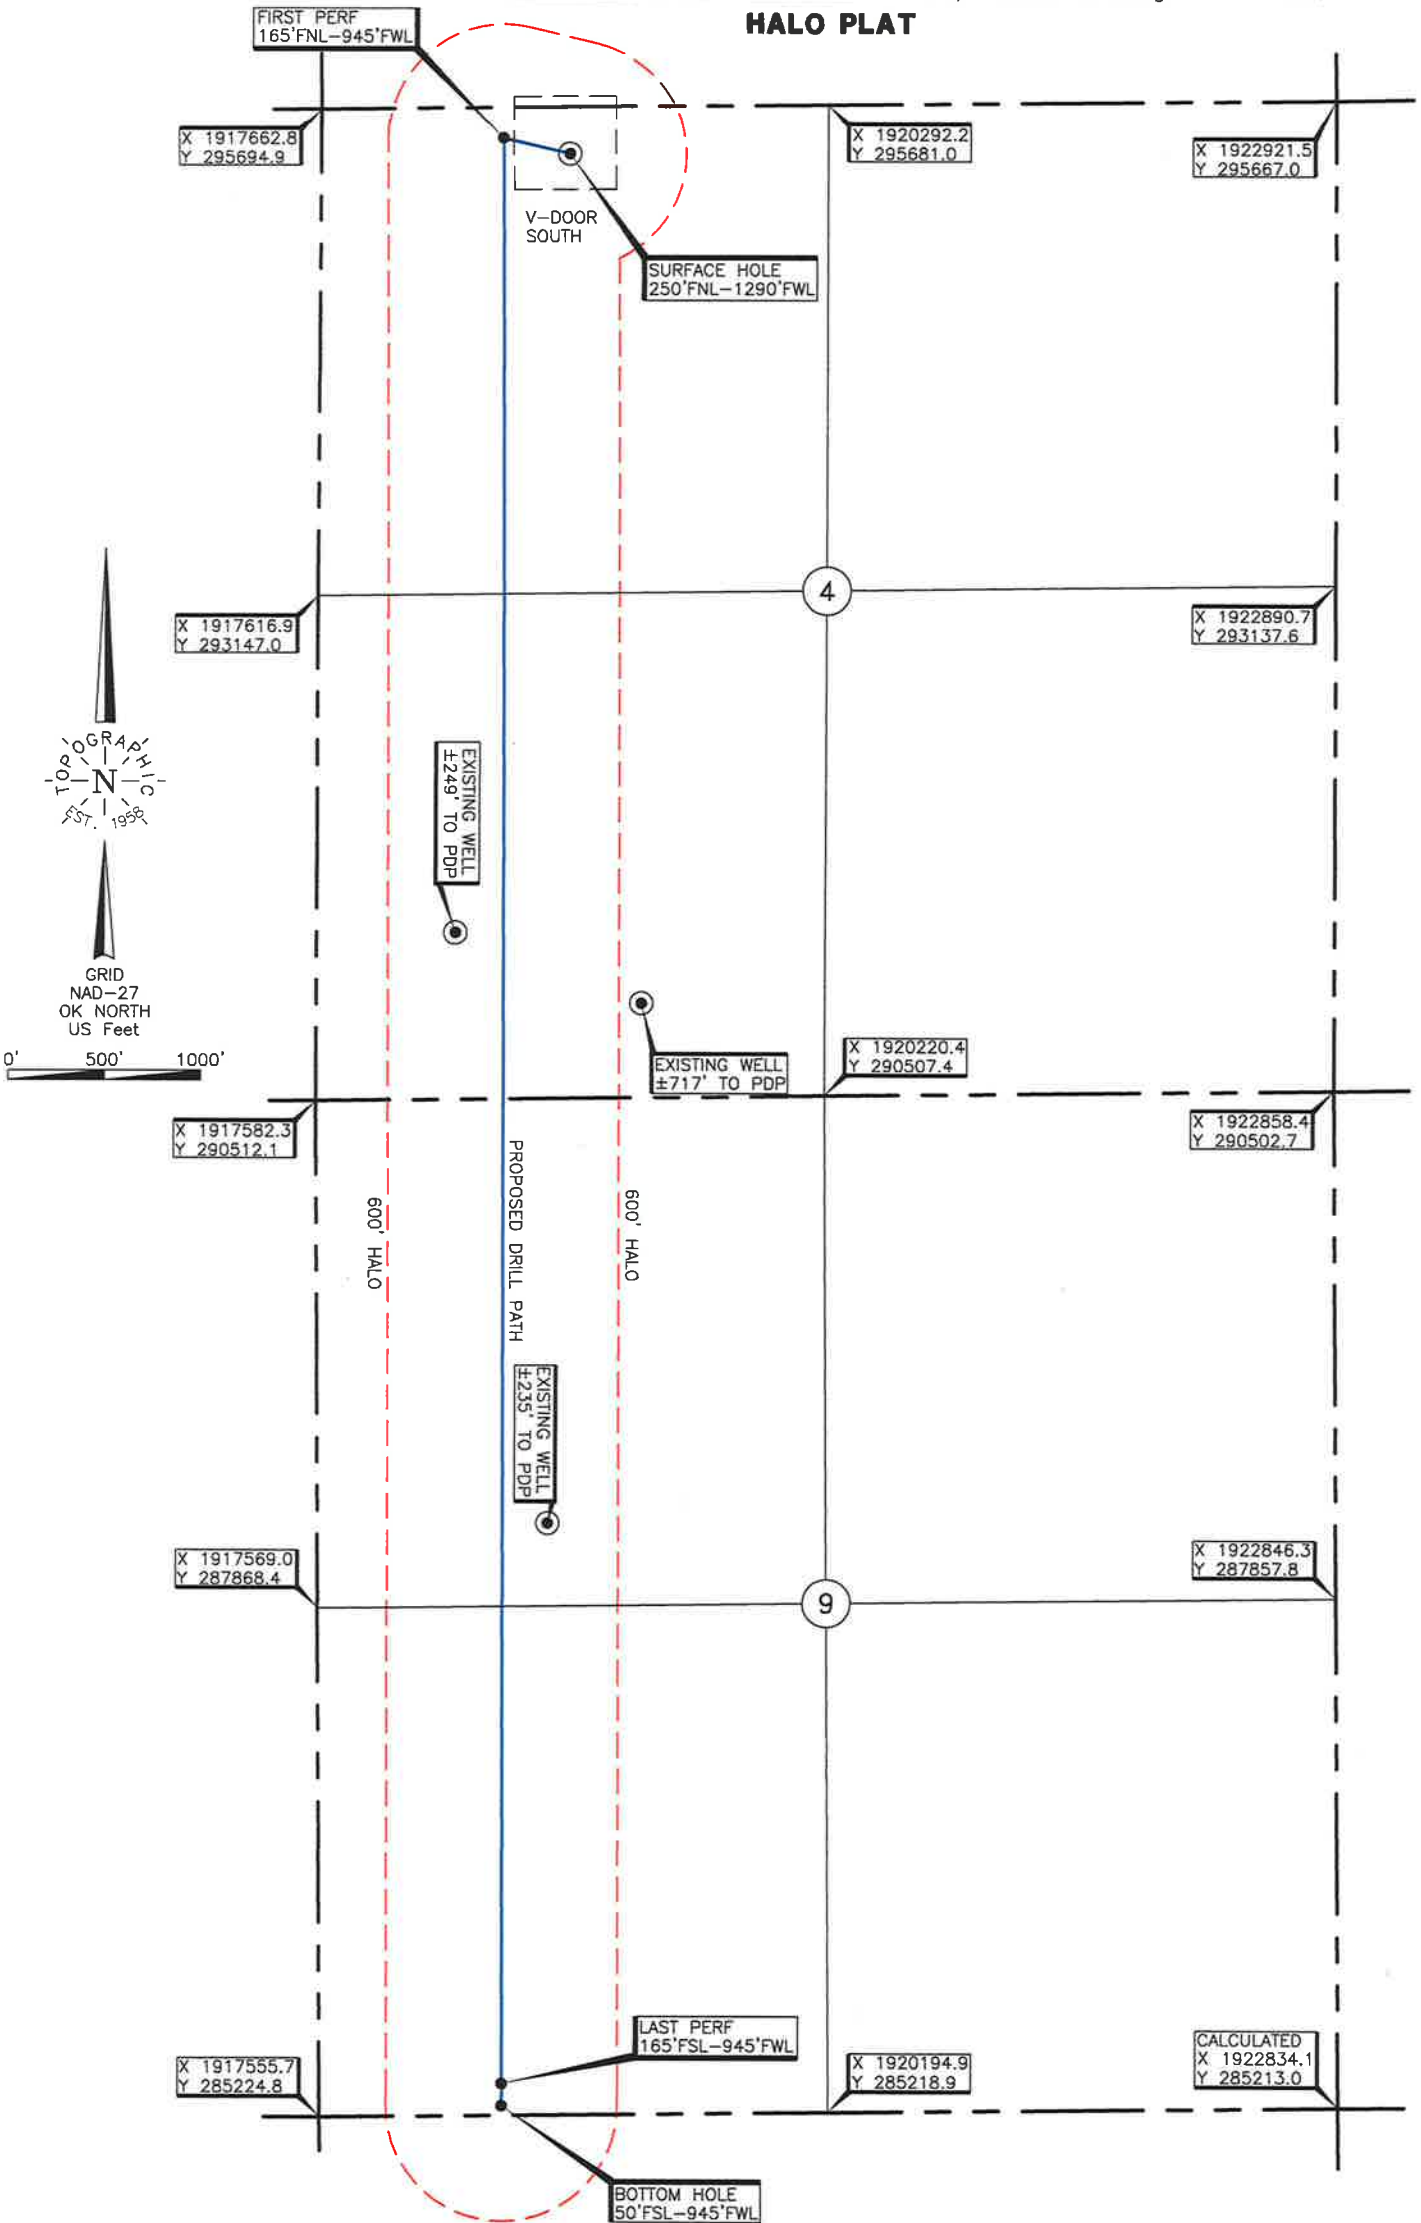 HALO PLAT
FIRST PERF
165'FNL-945'FWL
X 1917662.8
Y 295694.9
X 1920292.2
Y 295681.0
X 1922921.5
Y 295667.0
V-DOOR
SOUTH
SURFACE HOLE
250'FNL-1290'FWL
4
X 1917616.9
Y 293147.0
X 1922890.7
Y 293137.6
TOPOGRAPHIC
N
EST. 1958
EXISTING WELL
±249' TO PDP
GRID
NAD-27
OK NORTH
US Feet
0' 500' 1000'
EXISTING WELL
±717' TO PDP
X 1920220.4
Y 290507.4
X 1917582.3
Y 290512.1
X 1922858.4
Y 290502.7
PROPOSED DRILL PATH
600' HALO
600' HALO
EXISTING WELL
±235' TO PDP
X 1917569.0
Y 287868.4
X 1922846.3
Y 287857.8
9
LAST PERF
165'FSL-945'FWL
X 1917555.7
Y 285224.8
X 1920194.9
Y 285218.9
CALCULATED
X 1922834.1
Y 285213.0
BOTTOM HOLE
50'FSL-945'FWL